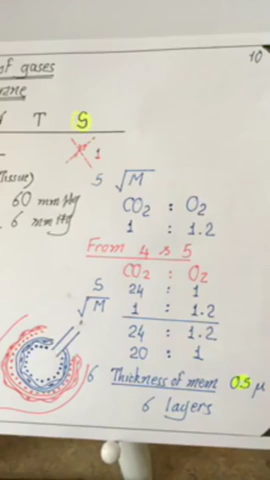 10
of gases
T S
1
Tissue)
60 mm Hg
6 mm Hg
5 √M
CO₂ : O₂
1 : 1.2
From 4 & 5
CO₂ : O₂
S 24 : 1
√M 1 : 1.2
24 : 1.2
20 : 1
6 Thickness of mem 0.5 μ
6 layers